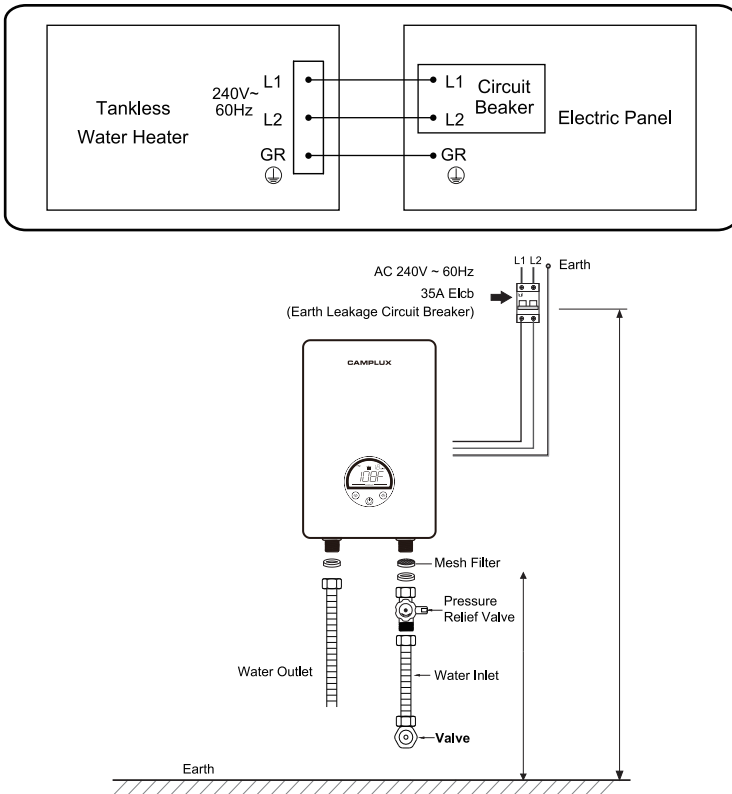 Tankless
Water Heater
240V~
60Hz
L1
L2
GR
L1
L2
GR
Circuit
Beaker
Electric Panel
AC 240V ~ 60Hz
35A Elcb
(Earth Leakage Circuit Breaker)
L1 L2
Earth
CAMPLUX
108F
Mesh Filter
Pressure
Relief Valve
Water Outlet
Water Inlet
Valve
Earth